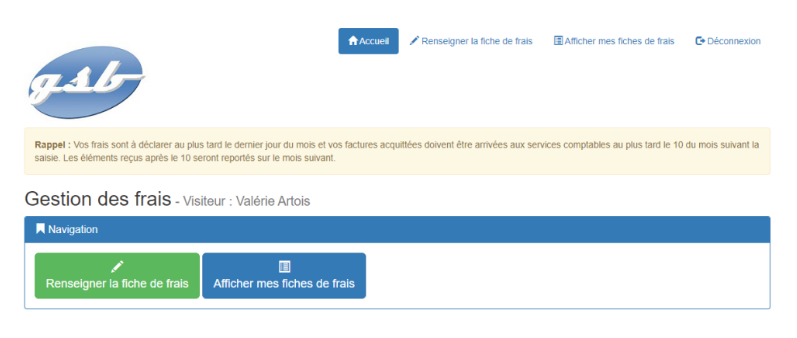 Accueil Renseigner la fiche de frais Afficher mes fiches de frais Déconnexion
gsb
Rappel : Vos frais sont à déclarer au plus tard le dernier jour du mois et vos factures acquittées doivent être arrivées aux services comptables au plus tard le 10 du mois suivant la
saisie. Les éléments reçus après le 10 seront reportés sur le mois suivant.
Gestion des frais - Visiteur : Valérie Artois
Navigation
Renseigner la fiche de frais Afficher mes fiches de frais